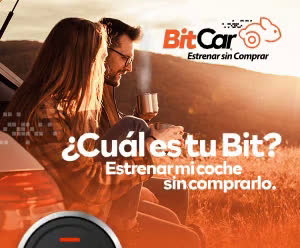 BitCar
Estrenar sin Comprar
¿Cuál es tu Bit?
Estrenar mi coche
sin comprarlo.